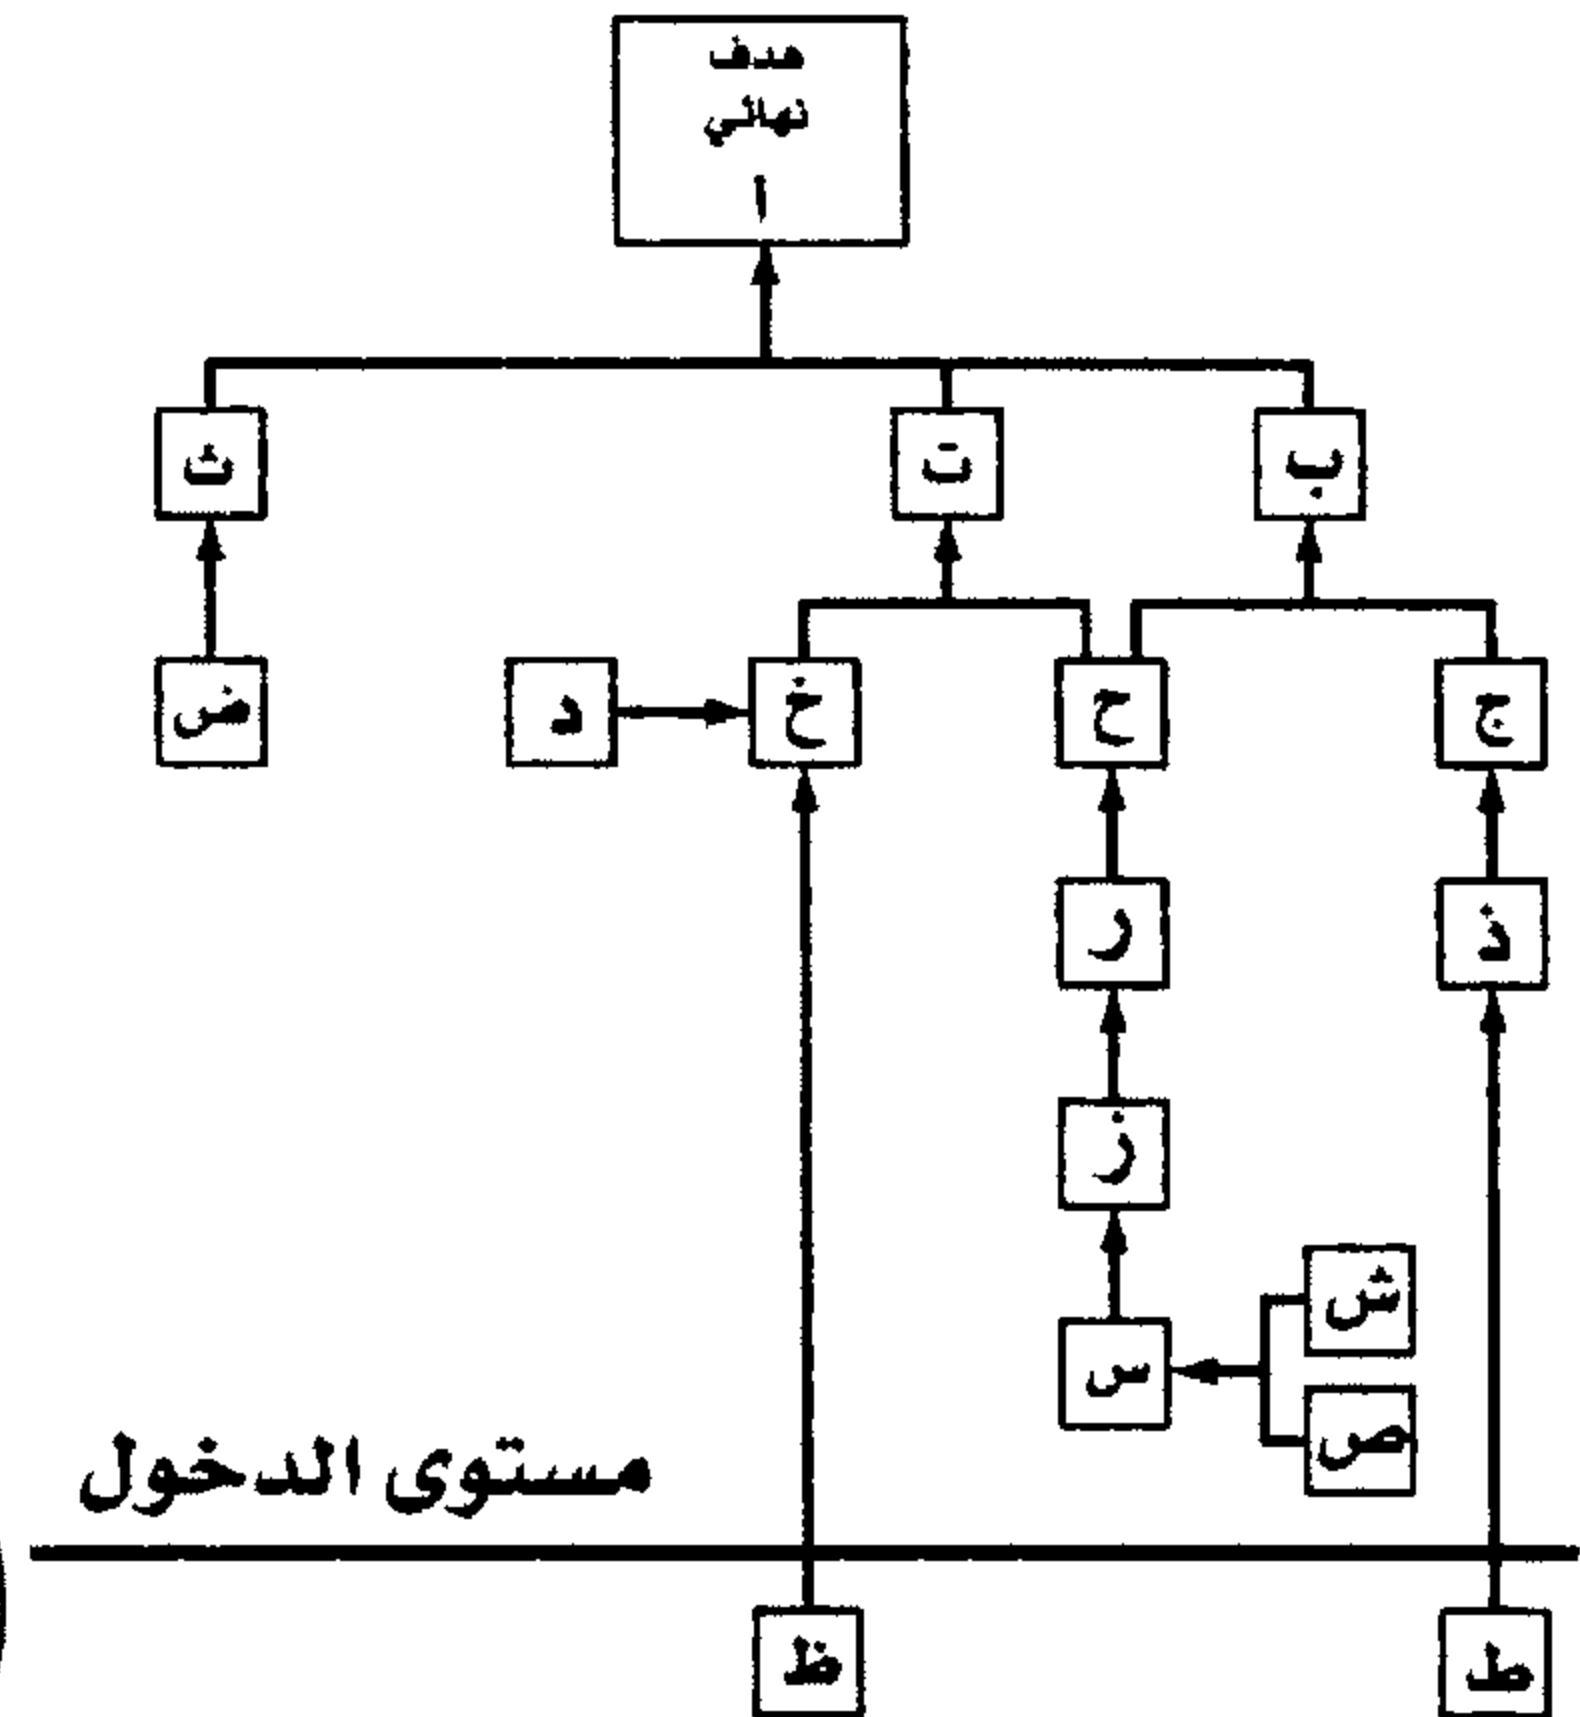 هدف
نهائي
ا
ب
ت
ث
ج
ح
خ
د
ض
ذ
ر
ز
ش
س
ص
مستوى الدخول
ط
ظ